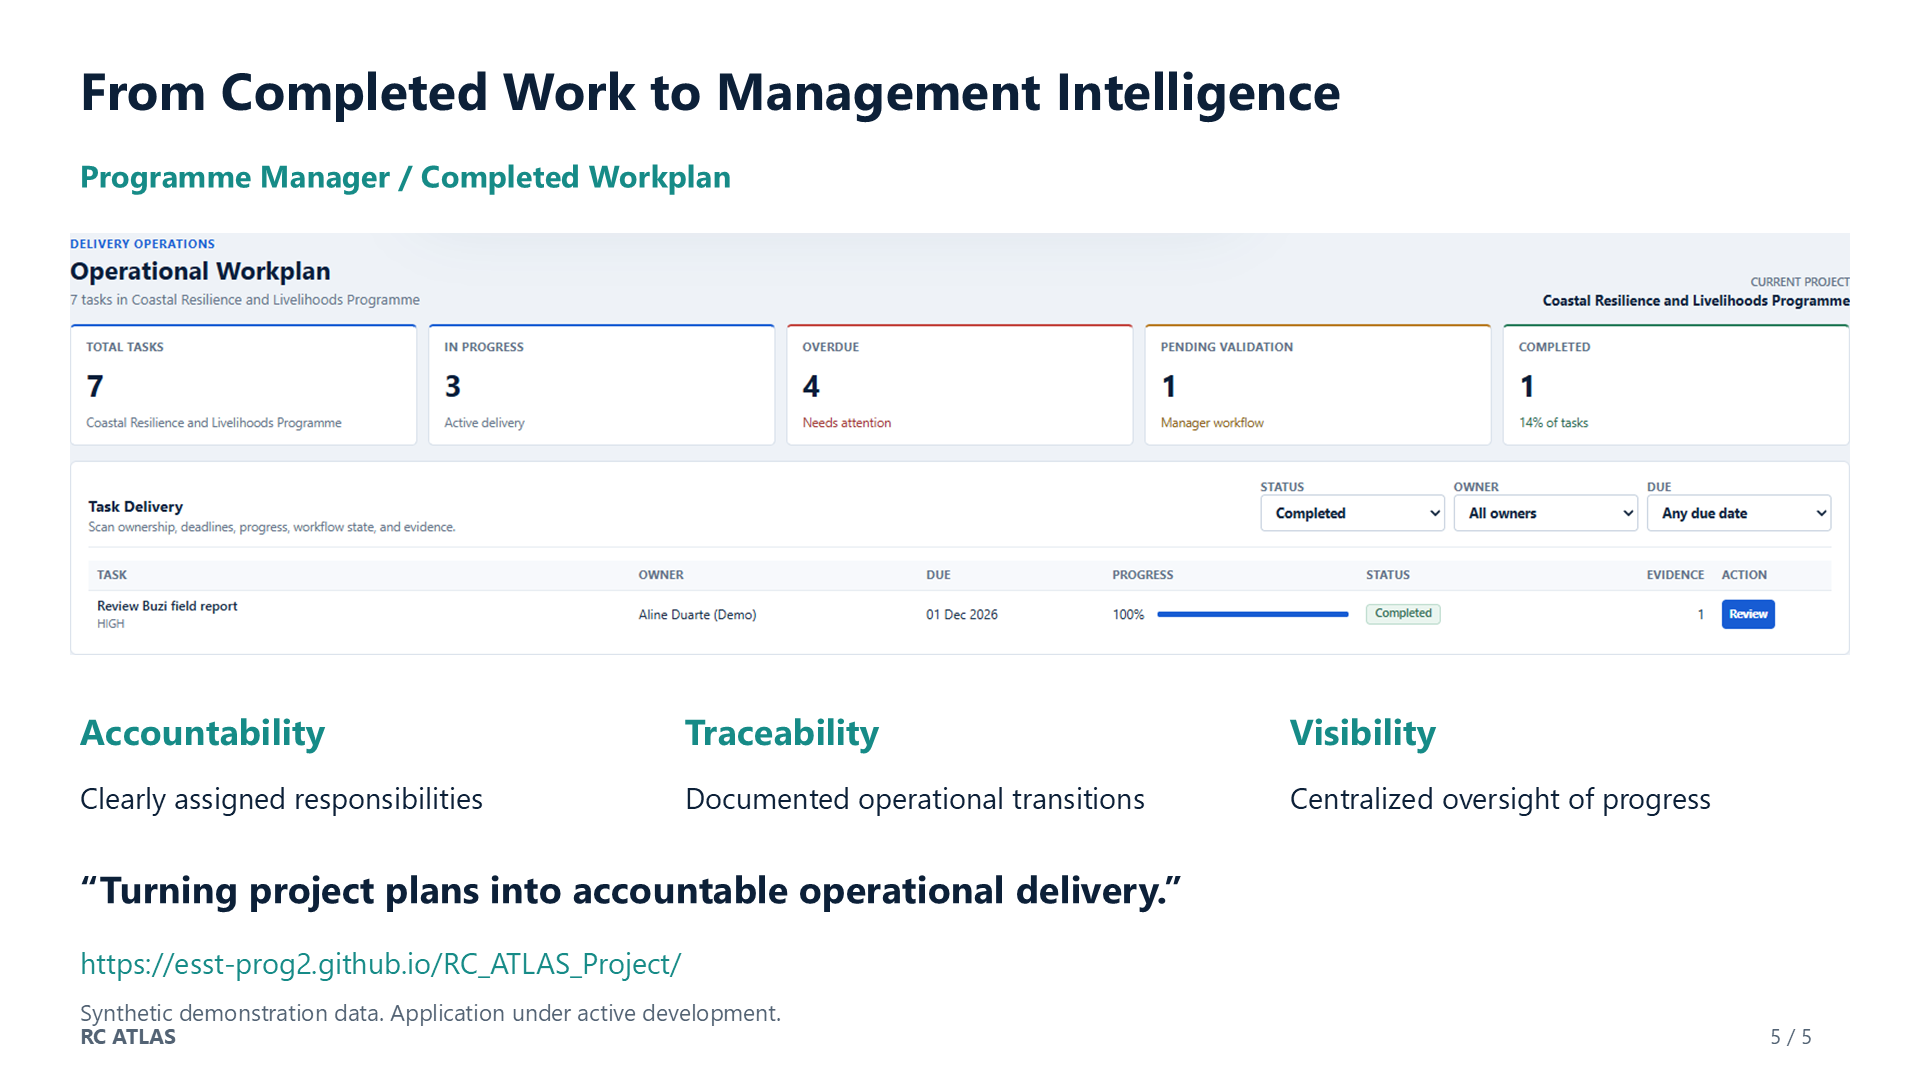 From Completed Work to Management Intelligence
Programme Manager / Completed Workplan
DELIVERY OPERATIONS
Operational Workplan
7 tasks in Coastal Resilience and Livelihoods Programme
CURRENT PROJECT
Coastal Resilience and Livelihoods Programme
TOTAL TASKS
7
Coastal Resilience and Livelihoods Programme
IN PROGRESS
3
Active delivery
OVERDUE
4
Needs attention
PENDING VALIDATION
1
Manager workflow
COMPLETED
1
14% of tasks
Task Delivery
Scan ownership, deadlines, progress, workflow state, and evidence.
STATUS
Completed
OWNER
All owners
DUE
Any due date
TASK OWNER DUE PROGRESS STATUS EVIDENCE ACTION
Review Buzi field report
HIGH
Aline Duarte (Demo) 01 Dec 2026 100% Completed 1 Review
Accountability
Clearly assigned responsibilities
Traceability
Documented operational transitions
Visibility
Centralized oversight of progress
“Turning project plans into accountable operational delivery.”
https://esst-prog2.github.io/RC_ATLAS_Project/
Synthetic demonstration data. Application under active development.
RC ATLAS
5 / 5